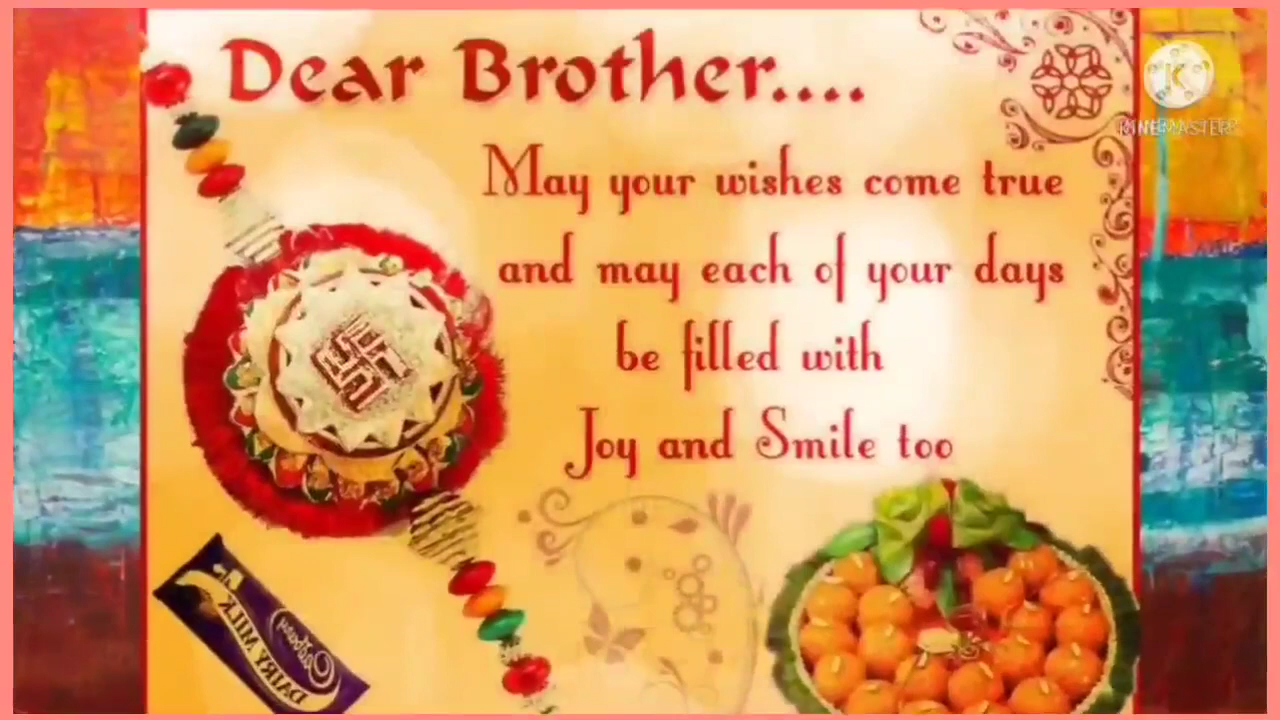 Dear Brother....
K
KINEMASTER
May your wishes come true
and may each of your days
be filled with
Joy and Smile too
Cadbury
DAIRY MILK